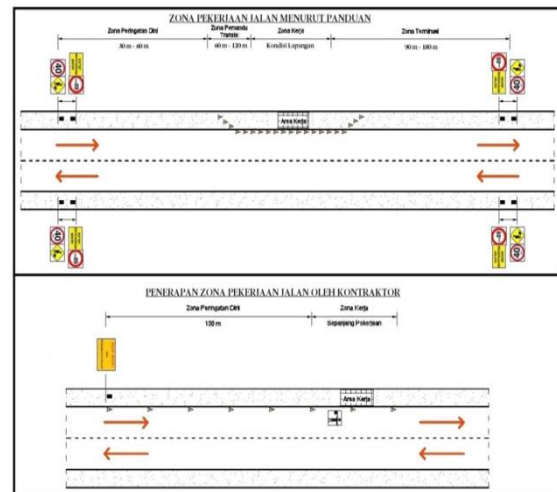 ZONA PEKERJAAN JALAN MENURUT PANDUAN
Zona Peringatan Dini
Zona Pemandu
Transisi
Zona Kerja
Zona Terminasi
30 m - 60 m
60 m - 120 m
Kondisi Lapangan
90 m - 180 m
40
40
Area Kerja
40
40
PENERAPAN ZONA PEKERJAAN JALAN OLEH KONTRAKTOR
Zona Peringatan Dini
Zona Kerja
100 m
Sepanjang Pekerjaan
Area Kerja